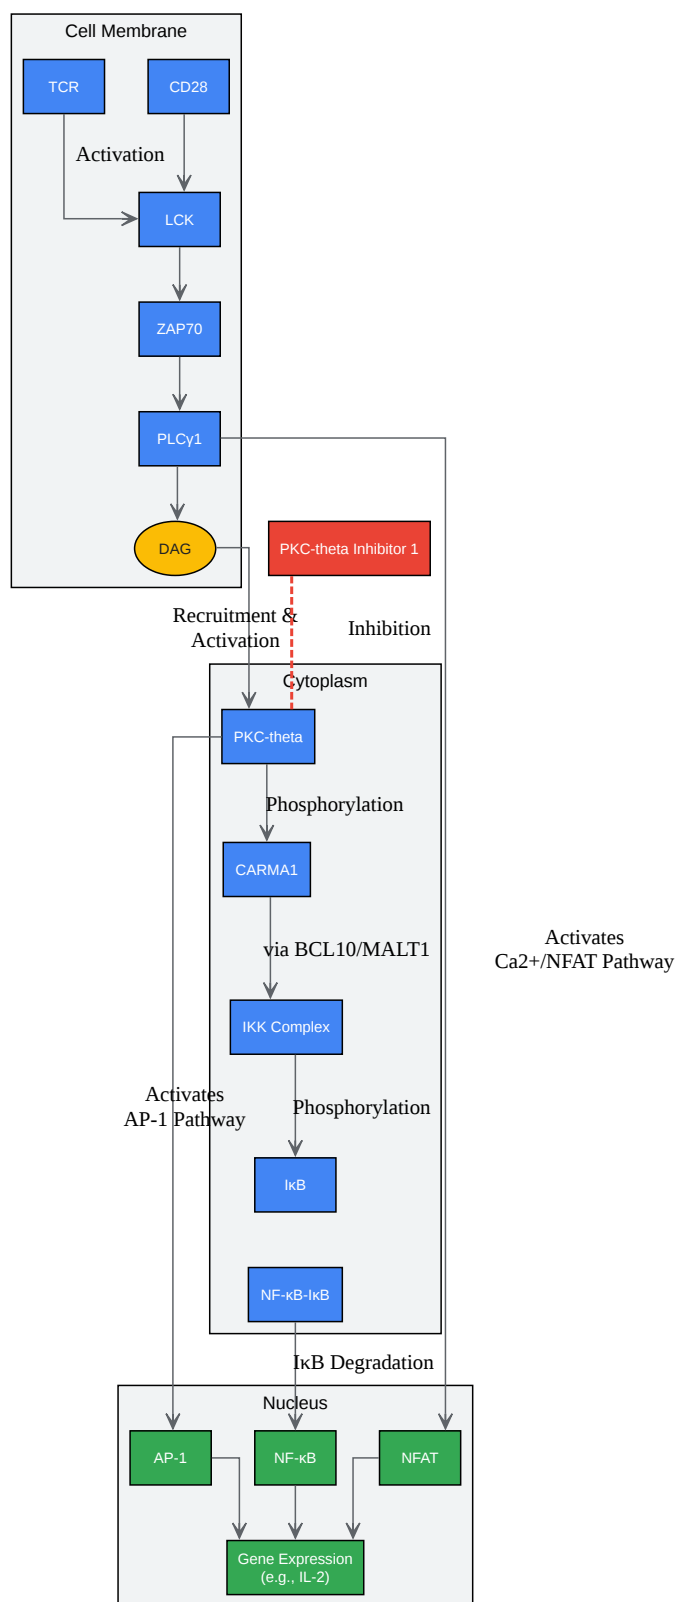 Cell Membrane
TCR
CD28
Activation
LCK
ZAP70
PLCγ1
DAG
PKC-theta Inhibitor 1
Recruitment &
Activation
Inhibition
Cytoplasm
PKC-theta
Phosphorylation
CARMA1
via BCL10/MALT1
Activates
Ca2+/NFAT Pathway
IKK Complex
Activates
AP-1 Pathway
Phosphorylation
IκB
NF-κB-IκB
IκB Degradation
Nucleus
AP-1
NF-κB
NFAT
Gene Expression
(e.g., IL-2)